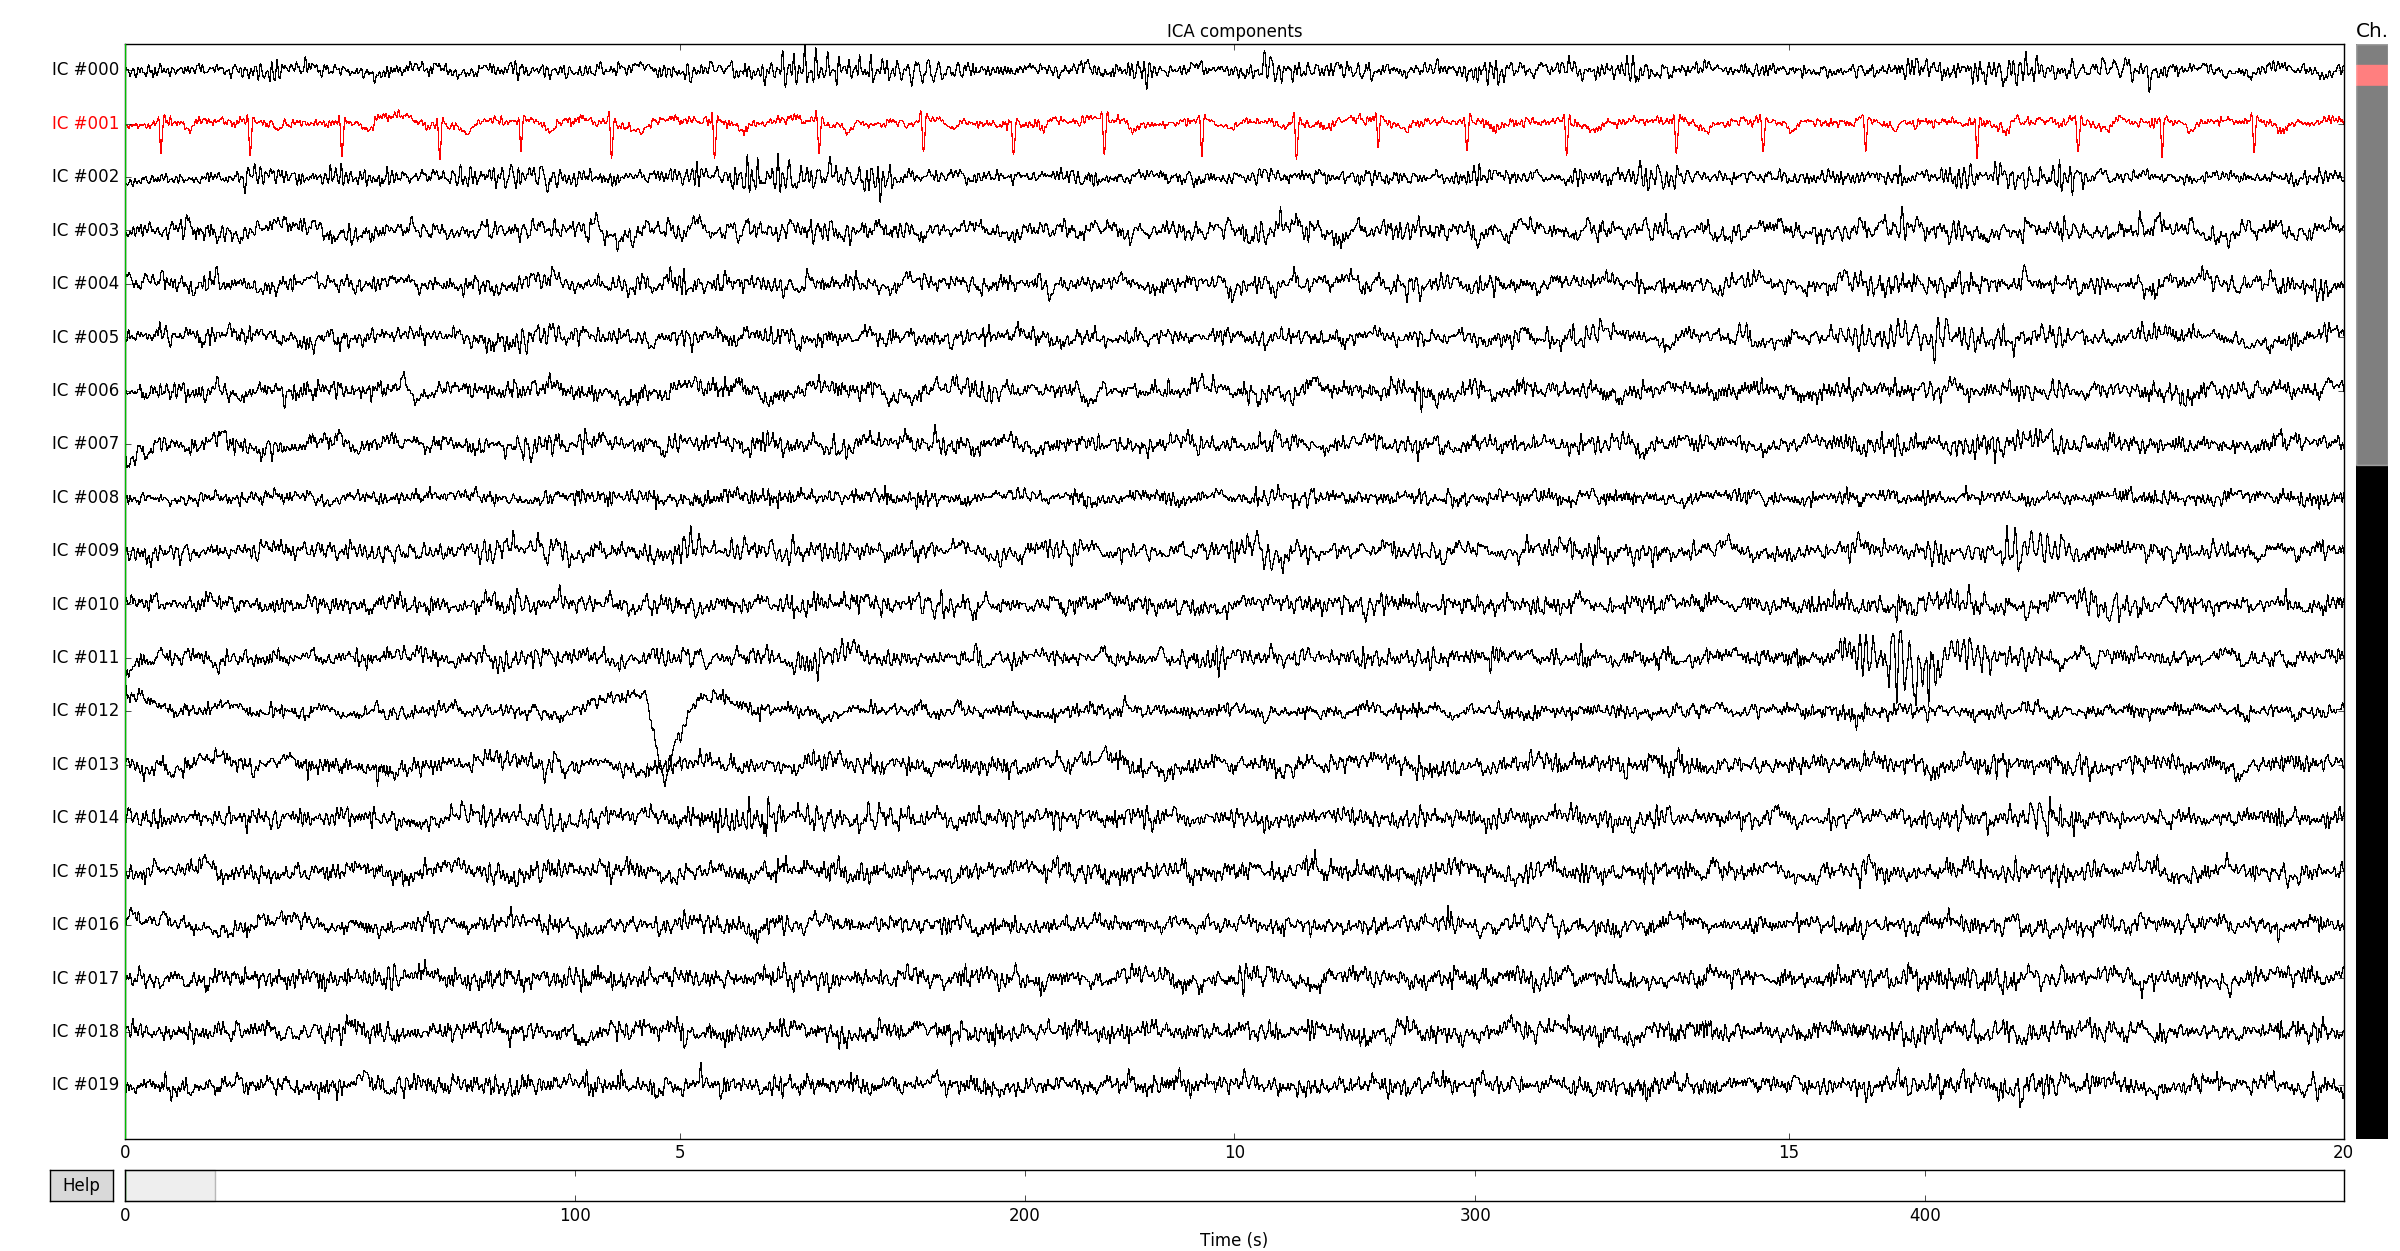 ICA components
Ch.
IC #000
IC #001
IC #002
IC #003
IC #004
IC #005
IC #006
IC #007
IC #008
IC #009
IC #010
IC #011
IC #012
IC #013
IC #014
IC #015
IC #016
IC #017
IC #018
IC #019
0 5 10 15 20
Help
0 100 200 300 400
Time (s)